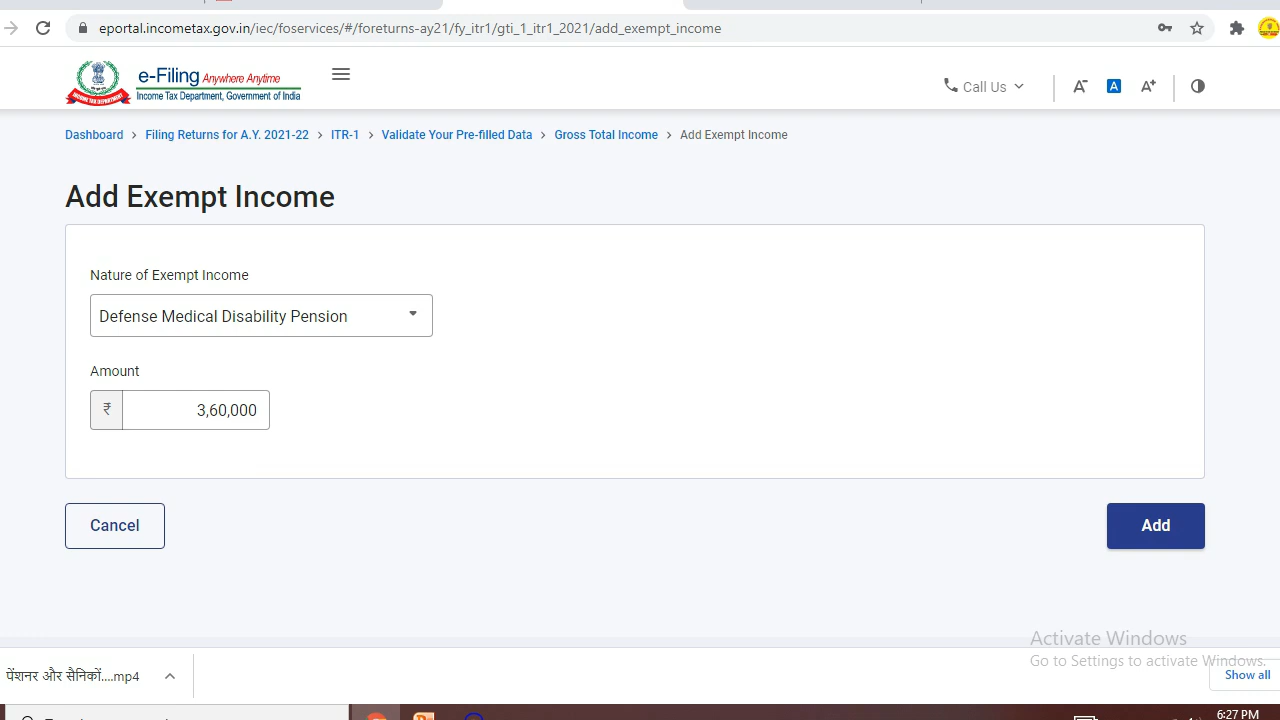 eportal.incometax.gov.in/iec/foservices/#/foreturns-ay21/fy_itr1/gti_1_itr1_2021/add_exempt_income
e-Filing Anywhere Anytime
Income Tax Department, Government of India
INCOME TAX DEPARTMENT
Call Us
A⁻ A A⁺
Dashboard > Filing Returns for A.Y. 2021-22 > ITR-1 > Validate Your Pre-filled Data > Gross Total Income > Add Exempt Income
Add Exempt Income
Nature of Exempt Income
Defense Medical Disability Pension
Amount
₹ 3,60,000
Cancel
Add
Activate Windows
Go to Settings to activate Windows.
पेंशनर और सैनिकों....mp4
Show all
6:27 PM